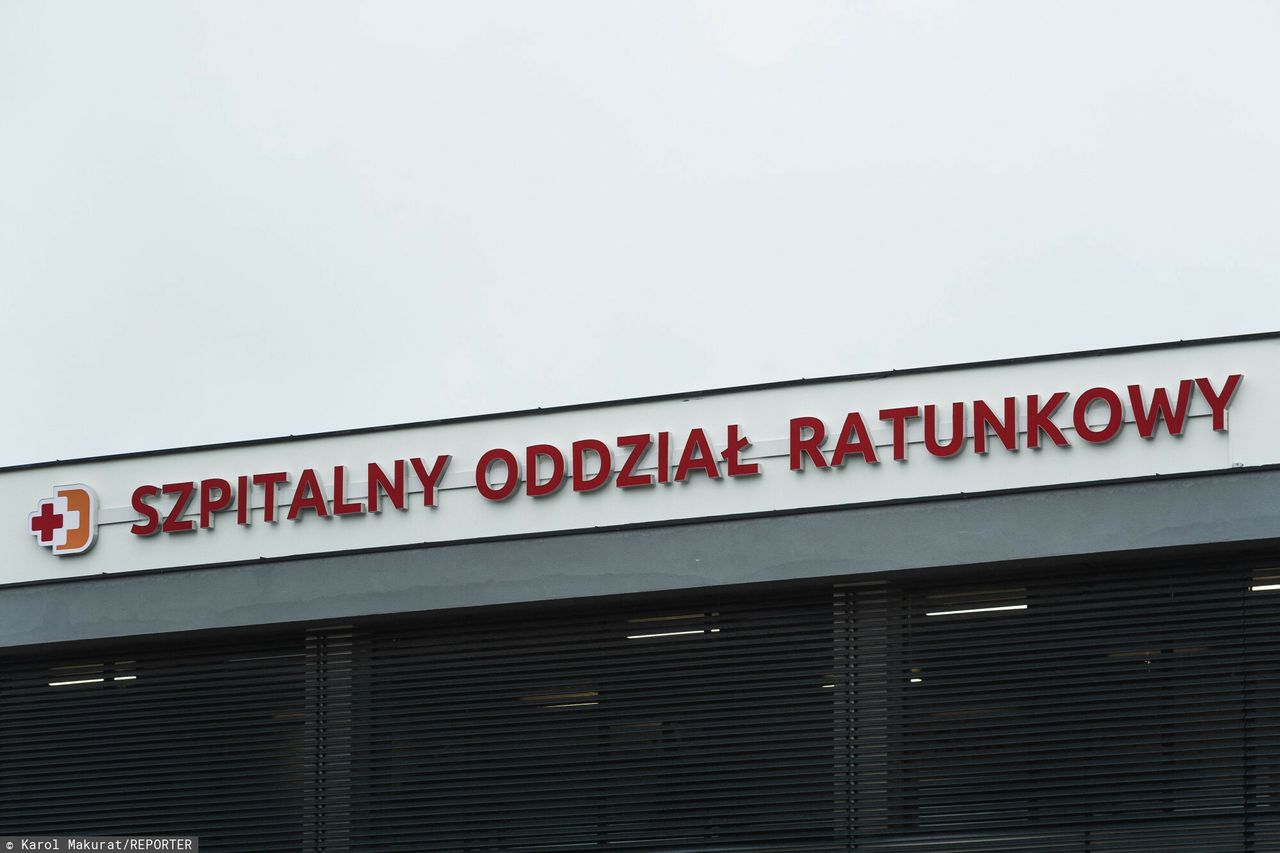 SZPITALNY ODDZIAŁ RATUNKOWY
© Karol Makurat/REPORTER